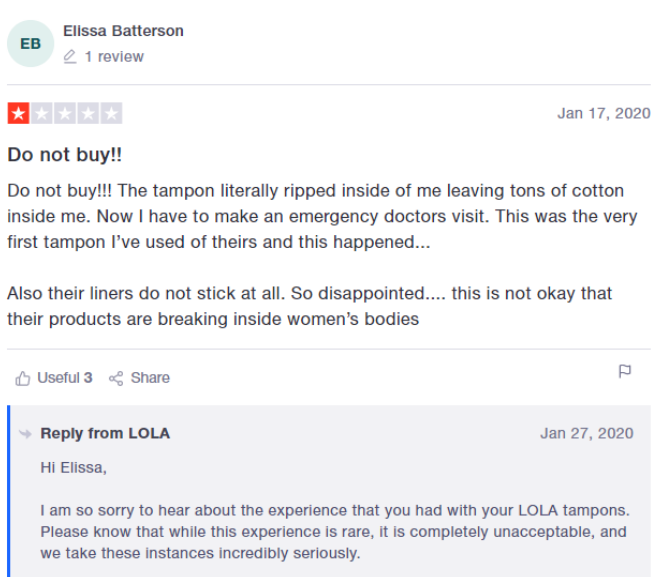 EB
Elissa Batterson
1 review
Jan 17, 2020
Do not buy!!
Do not buy!!! The tampon literally ripped inside of me leaving tons of cotton
inside me. Now I have to make an emergency doctors visit. This was the very
first tampon I've used of theirs and this happened...
Also their liners do not stick at all. So disappointed.... this is not okay that
their products are breaking inside women's bodies
Useful 3 Share
Reply from LOLA Jan 27, 2020
Hi Elissa,
I am so sorry to hear about the experience that you had with your LOLA tampons.
Please know that while this experience is rare, it is completely unacceptable, and
we take these instances incredibly seriously.